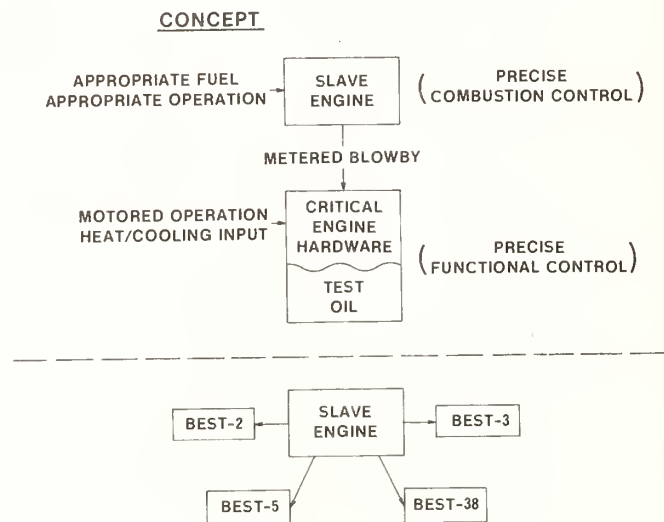 CONCEPT
APPROPRIATE FUEL
APPROPRIATE OPERATION
SLAVE
ENGINE
(PRECISE
COMBUSTION CONTROL)
METERED BLOWBY
MOTORED OPERATION
HEAT/COOLING INPUT
CRITICAL
ENGINE
HARDWARE
TEST
OIL
(PRECISE
FUNCTIONAL CONTROL)
SLAVE
ENGINE
BEST-2
BEST-3
BEST-5
BEST-38